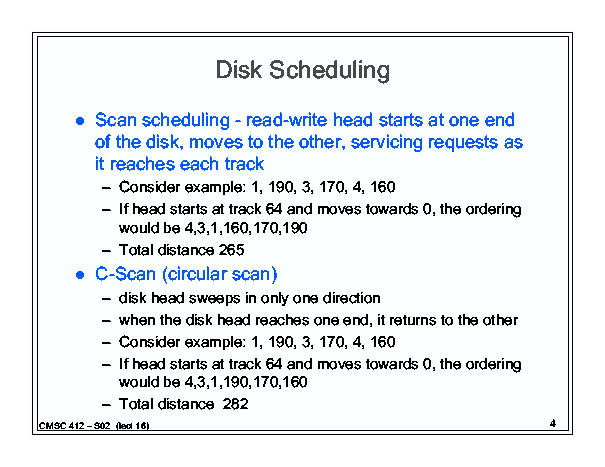 Disk Scheduling
● Scan scheduling - read-write head starts at one end
of the disk, moves to the other, servicing requests as
it reaches each track
– Consider example: 1, 190, 3, 170, 4, 160
– If head starts at track 64 and moves towards 0, the ordering
would be 4,3,1,160,170,190
– Total distance 265
● C-Scan (circular scan)
– disk head sweeps in only one direction
– when the disk head reaches one end, it returns to the other
– Consider example: 1, 190, 3, 170, 4, 160
– If head starts at track 64 and moves towards 0, the ordering
would be 4,3,1,190,170,160
– Total distance 282
CMSC 412 – S02 (lect 16)
4